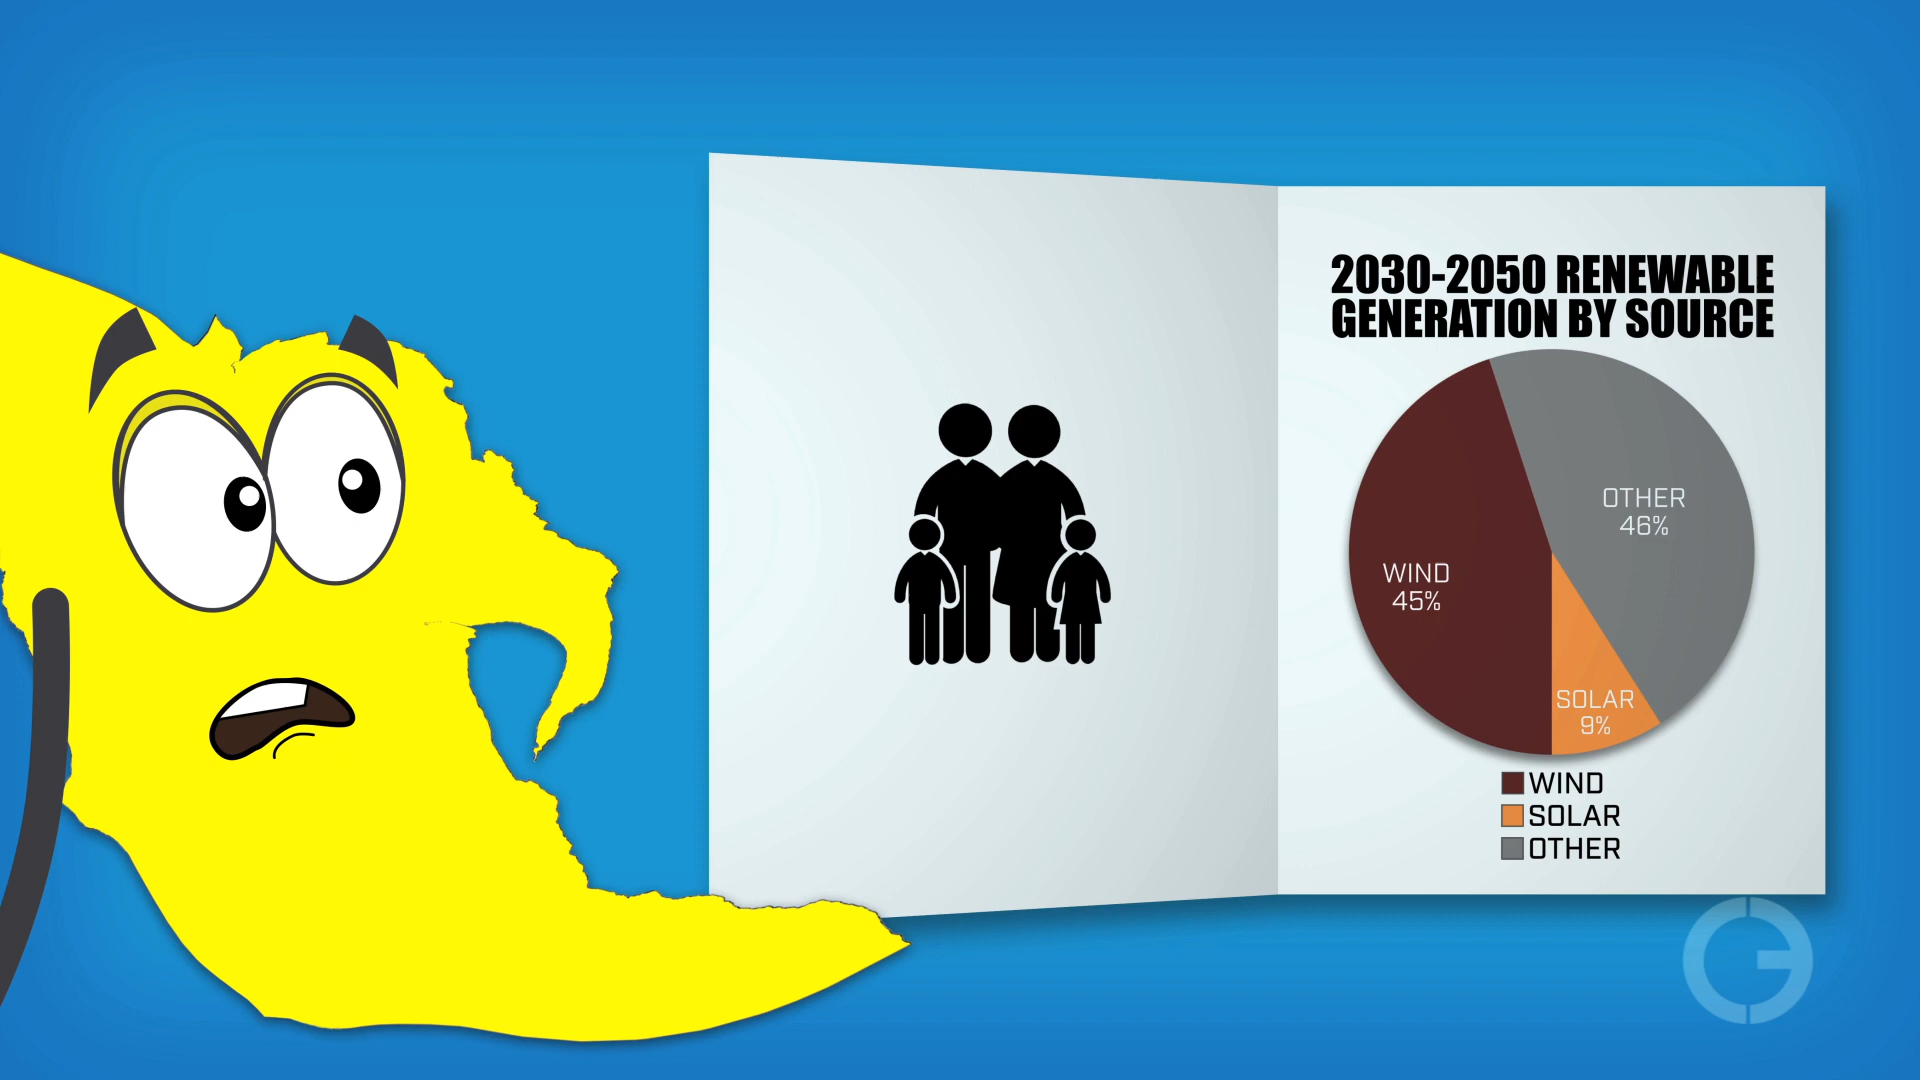 2030-2050 RENEWABLE
GENERATION BY SOURCE
OTHER
46%
WIND
45%
SOLAR
9%
WIND
SOLAR
OTHER